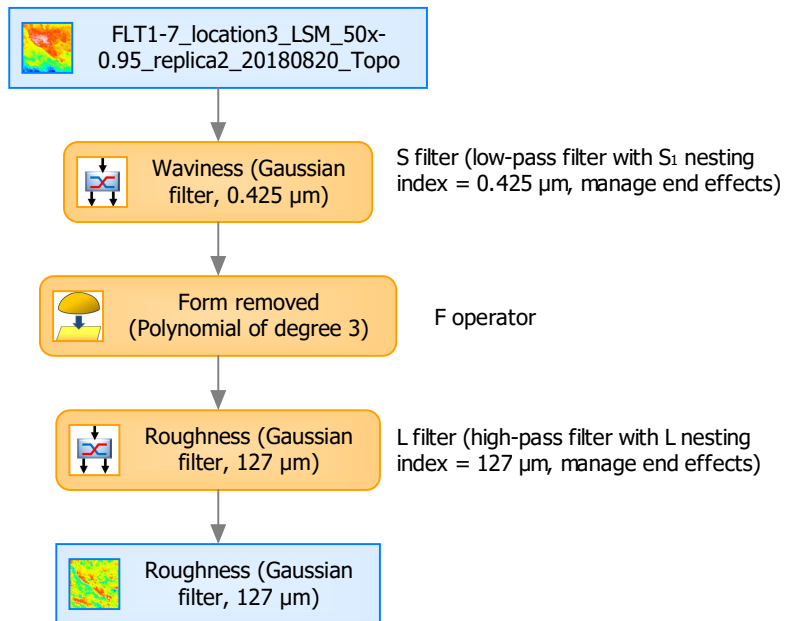 FLT1-7_location3_LSM_50x-
0.95_replica2_20180820_Topo
Waviness (Gaussian
filter, 0.425 µm)
S filter (low-pass filter with S₁ nesting
index = 0.425 µm, manage end effects)
Form removed
(Polynomial of degree 3)
F operator
Roughness (Gaussian
filter, 127 µm)
L filter (high-pass filter with L nesting
index = 127 µm, manage end effects)
Roughness (Gaussian
filter, 127 µm)